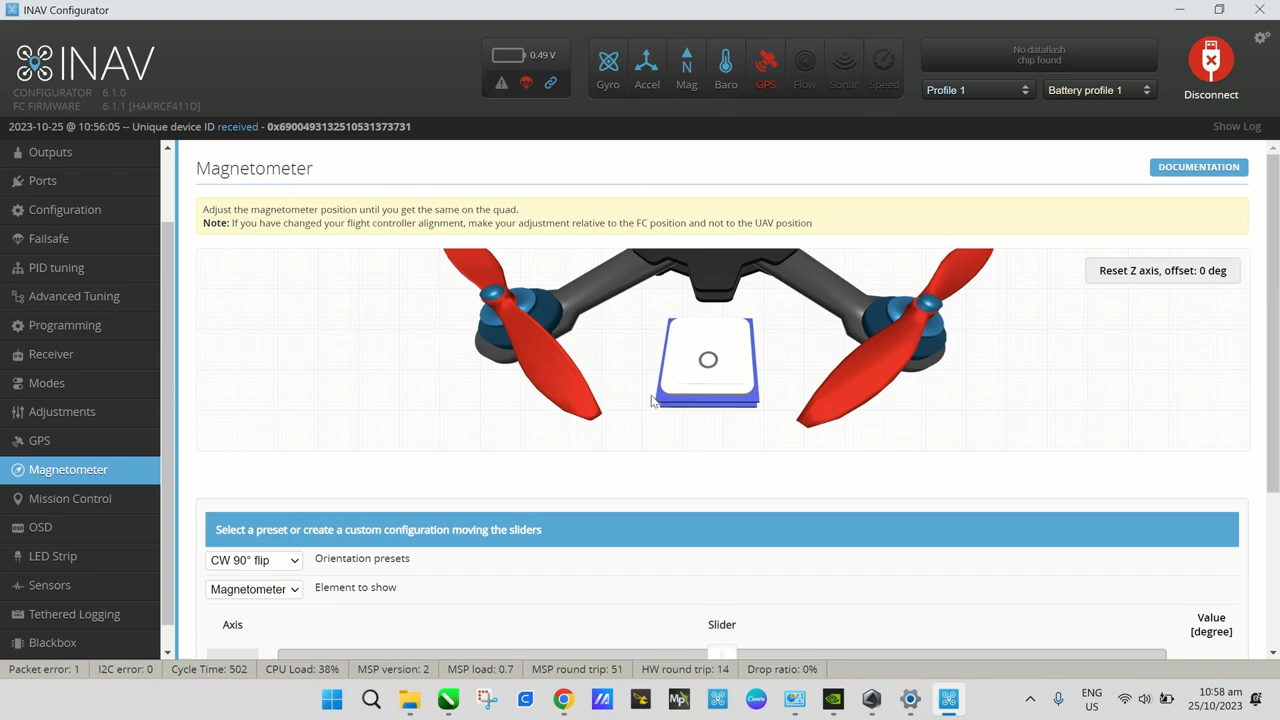 INAV Configurator
INAV
CONFIGURATOR 6.1.0
FC FIRMWARE 6.1.1 [HAKRCF411D]
0.49 V
Gyro
Accel
N
Mag
Baro
GPS
Flow
Sonar
Speed
No dataflash
chip found
Profile 1
Battery profile 1
Disconnect
2023-10-25 @ 10:56:05 -- Unique device ID received - 0x6900493132510531373731
Show Log
Outputs
Ports
Configuration
Failsafe
PID tuning
Advanced Tuning
Programming
Receiver
Modes
Adjustments
GPS
Magnetometer
Mission Control
OSD
LED Strip
Sensors
Tethered Logging
Blackbox
Magnetometer
DOCUMENTATION
Adjust the magnetometer position until you get the same on the quad.
Note: If you have changed your flight controller alignment, make your adjustment relative to the FC position and not to the UAV position
Reset Z axis, offset: 0 deg
Select a preset or create a custom configuration moving the sliders
CW 90° flip
Orientation presets
Magnetometer
Element to show
Axis
Slider
Value
[degree]
Packet error: 1
I2C error: 0
Cycle Time: 502
CPU Load: 38%
MSP version: 2
MSP load: 0.7
MSP round trip: 51
HW round trip: 14
Drop ratio: 0%
ENG
US
10:58 am
25/10/2023